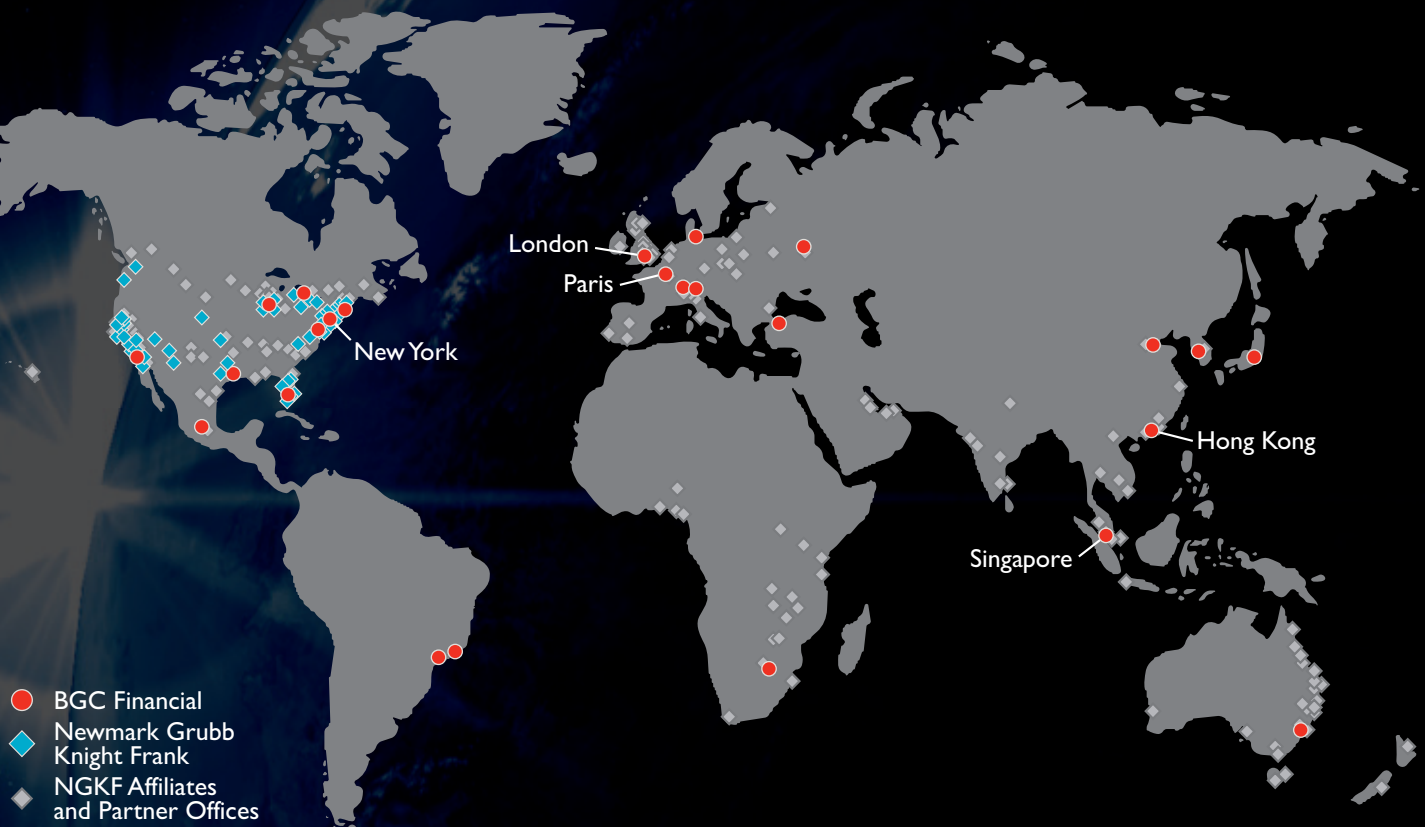 London
Paris
New York
Hong Kong
Singapore
BGC Financial
Newmark Grubb
Knight Frank
NGKF Affiliates
and Partner Offices